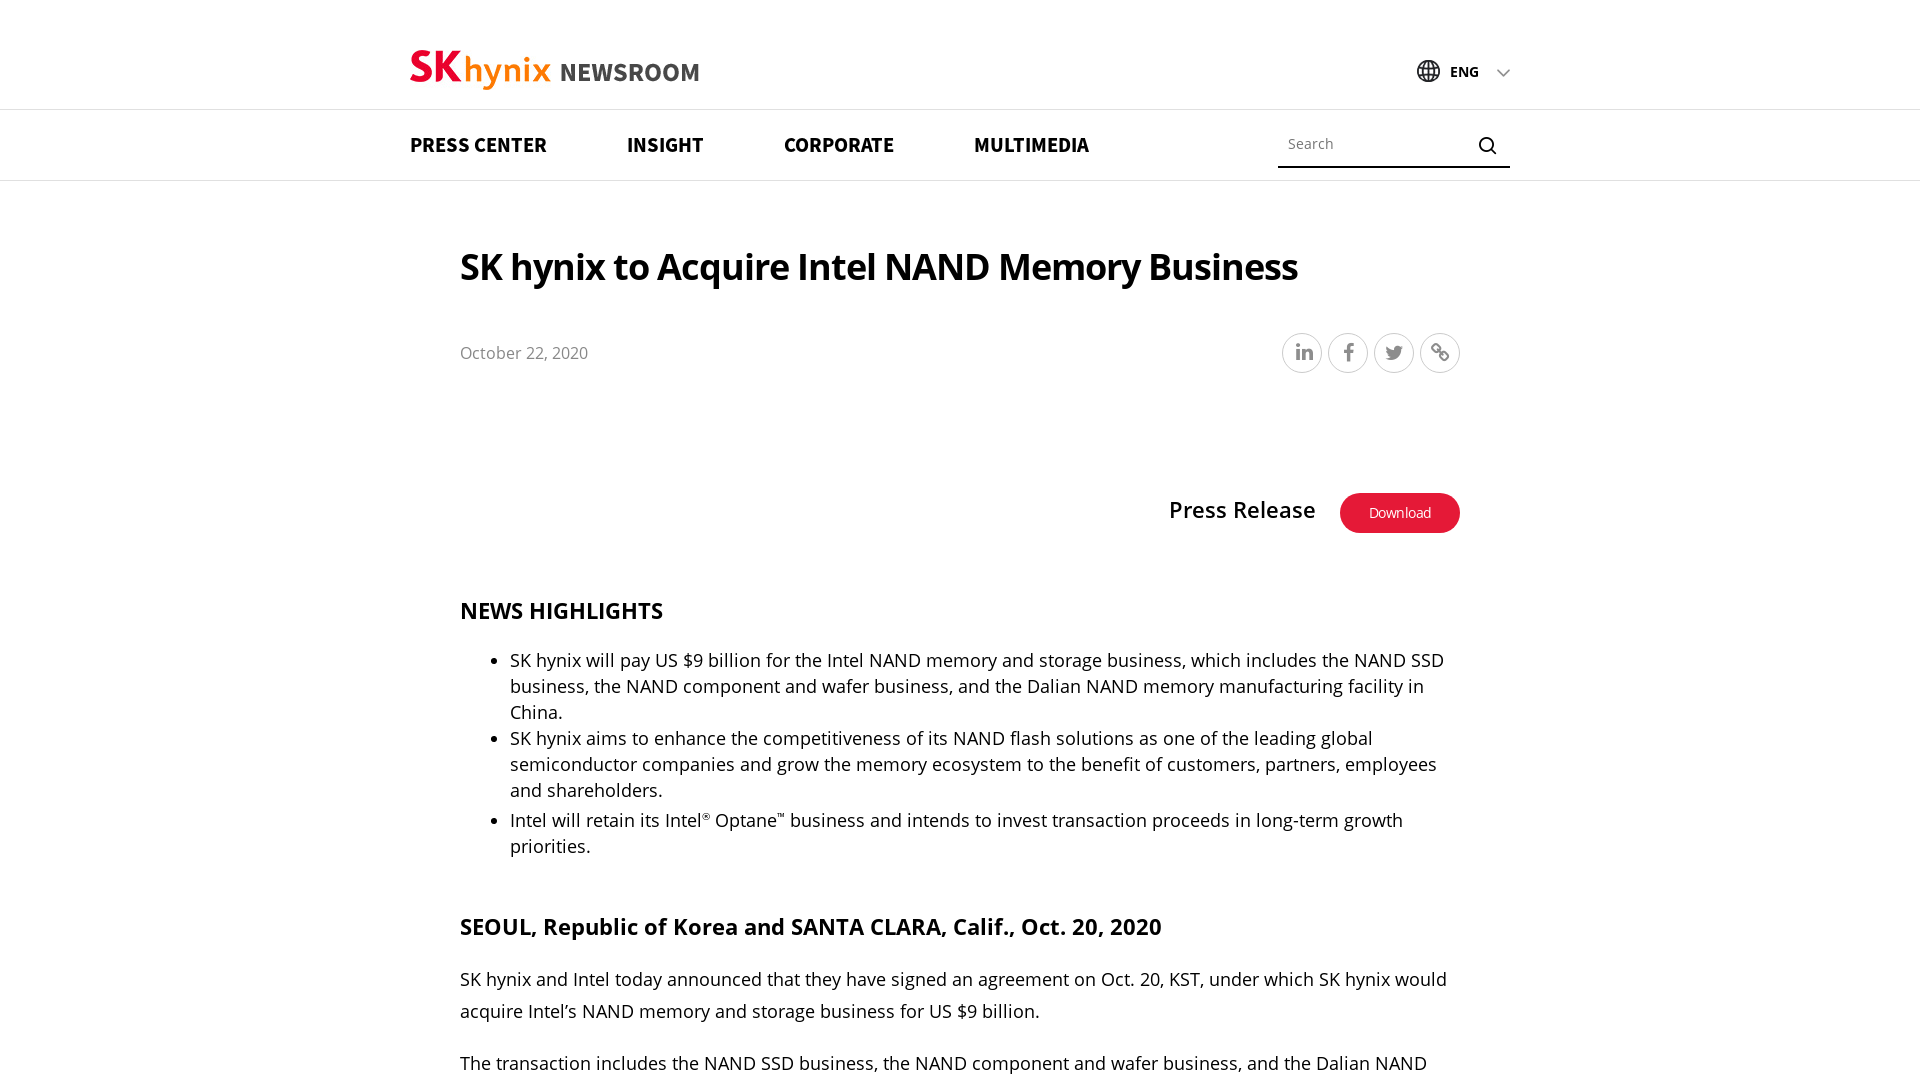 SK hynix NEWSROOM
ENG
PRESS CENTER INSIGHT CORPORATE MULTIMEDIA Search
SK hynix to Acquire Intel NAND Memory Business
October 22, 2020
Press Release Download
NEWS HIGHLIGHTS
• SK hynix will pay US $9 billion for the Intel NAND memory and storage business, which includes the NAND SSD
business, the NAND component and wafer business, and the Dalian NAND memory manufacturing facility in
China.
• SK hynix aims to enhance the competitiveness of its NAND flash solutions as one of the leading global
semiconductor companies and grow the memory ecosystem to the benefit of customers, partners, employees
and shareholders.
• Intel will retain its Intel® Optane™ business and intends to invest transaction proceeds in long-term growth
priorities.
SEOUL, Republic of Korea and SANTA CLARA, Calif., Oct. 20, 2020
SK hynix and Intel today announced that they have signed an agreement on Oct. 20, KST, under which SK hynix would
acquire Intel’s NAND memory and storage business for US $9 billion.
The transaction includes the NAND SSD business, the NAND component and wafer business, and the Dalian NAND